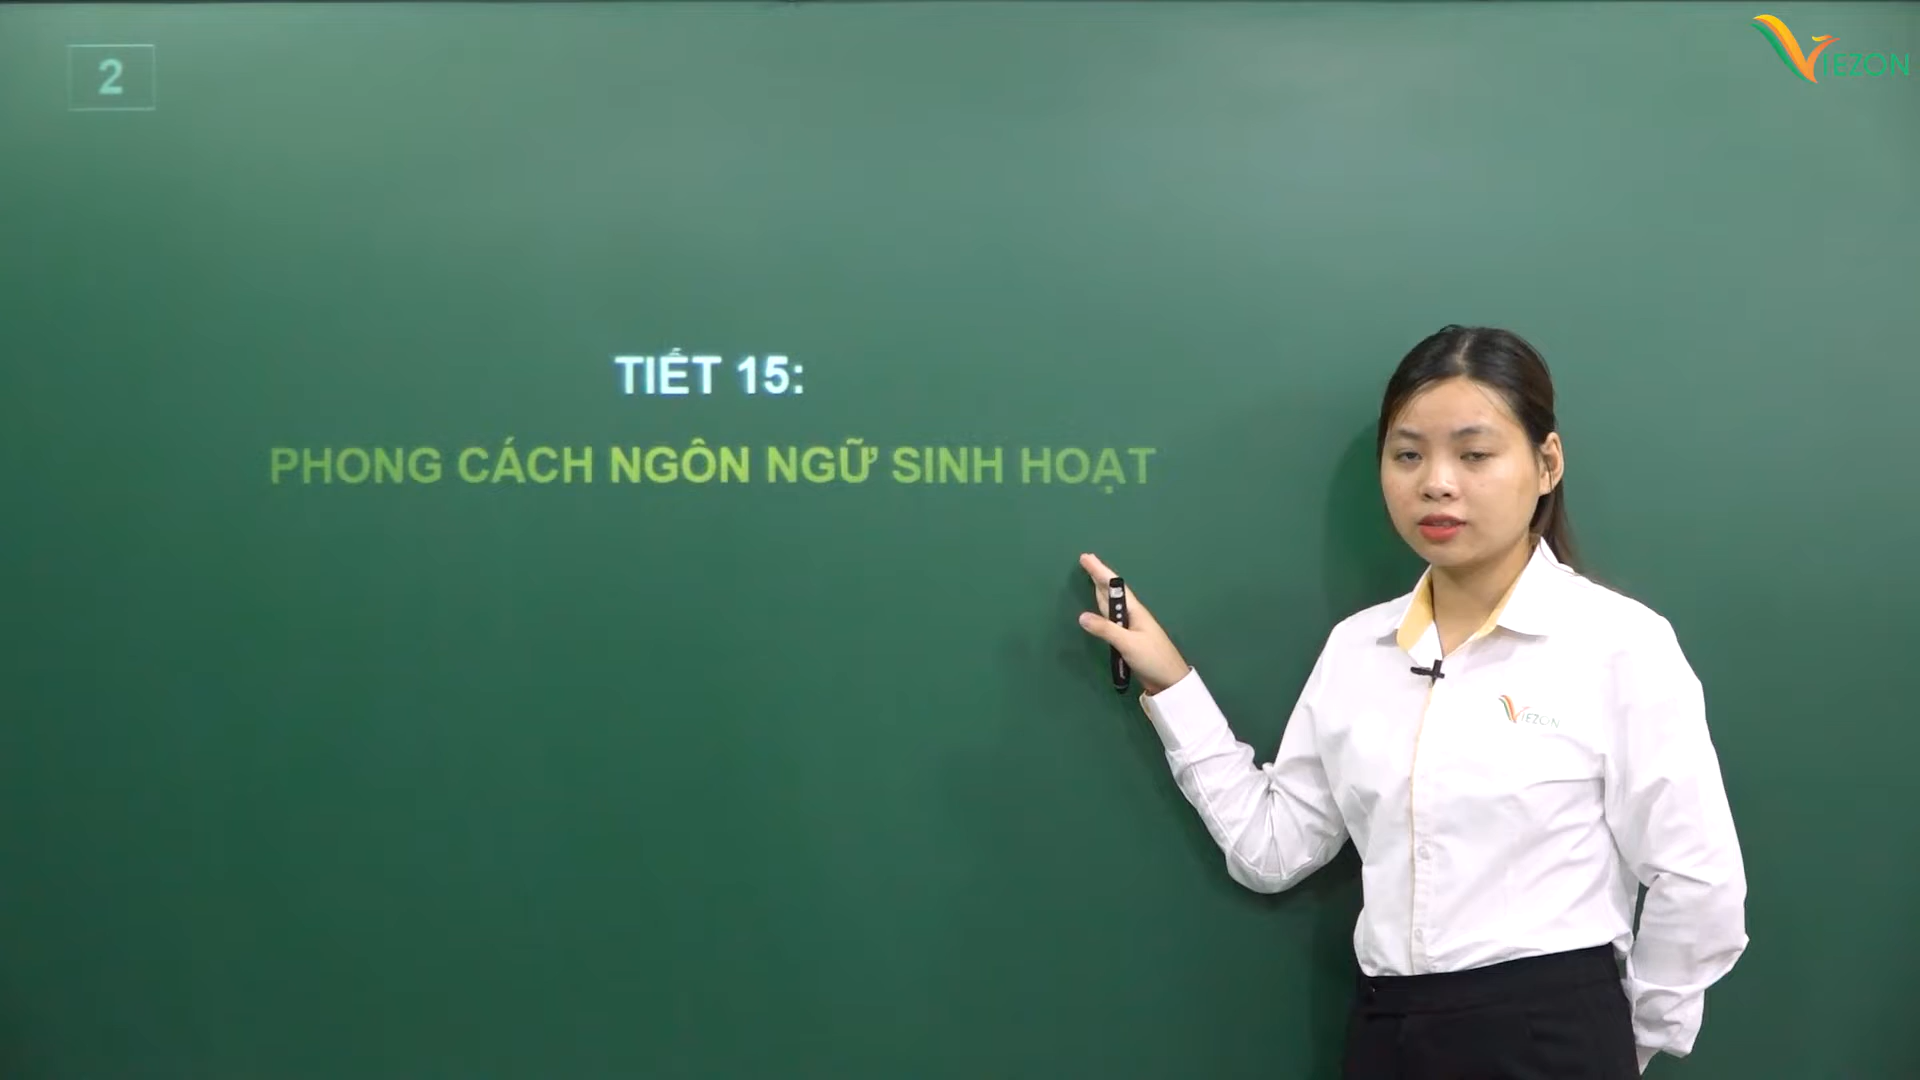 2
VIEZON
TIẾT 15:
PHONG CÁCH NGÔN NGỮ SINH HOẠT
VIEZON